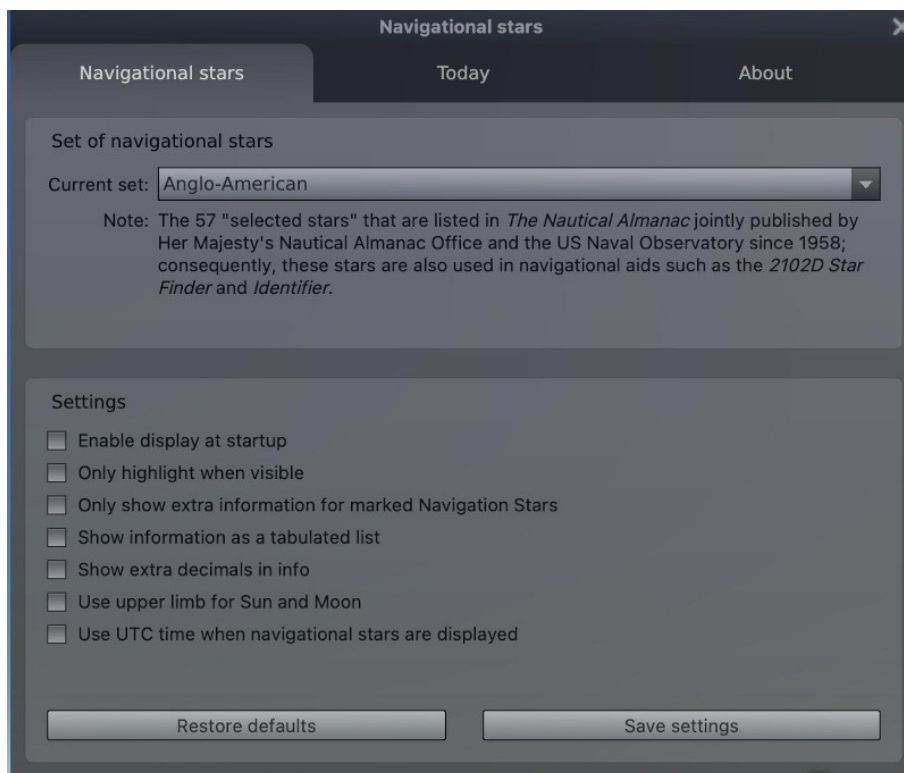 Navigational stars
Navigational stars
Today
About
Set of navigational stars
Current set: Anglo-American
Note: The 57 "selected stars" that are listed in The Nautical Almanac jointly published by
Her Majesty's Nautical Almanac Office and the US Naval Observatory since 1958;
consequently, these stars are also used in navigational aids such as the 2102D Star
Finder and Identifier.
Settings
Enable display at startup
Only highlight when visible
Only show extra information for marked Navigation Stars
Show information as a tabulated list
Show extra decimals in info
Use upper limb for Sun and Moon
Use UTC time when navigational stars are displayed
Restore defaults
Save settings